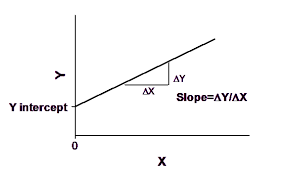 Y
ΔY
ΔX
Slope=ΔY/ΔX
Y intercept
0
X